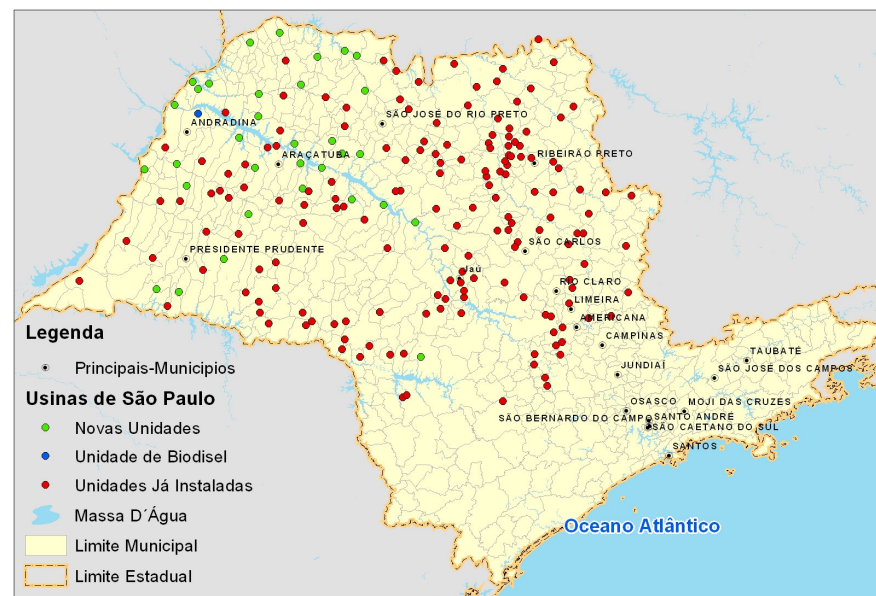 SÃO JOSÉ DO RIO PRETO
ANDRADINA
ARAÇATUBA
RIBEIRÃO PRETO
PRESIDENTE PRUDENTE
SÃO CARLOS
Jaú
RIO CLARO
LIMEIRA
AMERICANA
CAMPINAS
TAUBATÉ
JUNDIAÍ
SÃO JOSÉ DOS CAMPOS
OSASCO
MOJI DAS CRUZES
SÃO BERNARDO DO CAMPO
SANTO ANDRÉ
SÃO CAETANO DO SUL
SANTOS
Oceano Atlântico
Legenda
Principais-Municipios
Usinas de São Paulo
Novas Unidades
Unidade de Biodisel
Unidades Já Instaladas
Massa D´Água
Limite Municipal
Limite Estadual